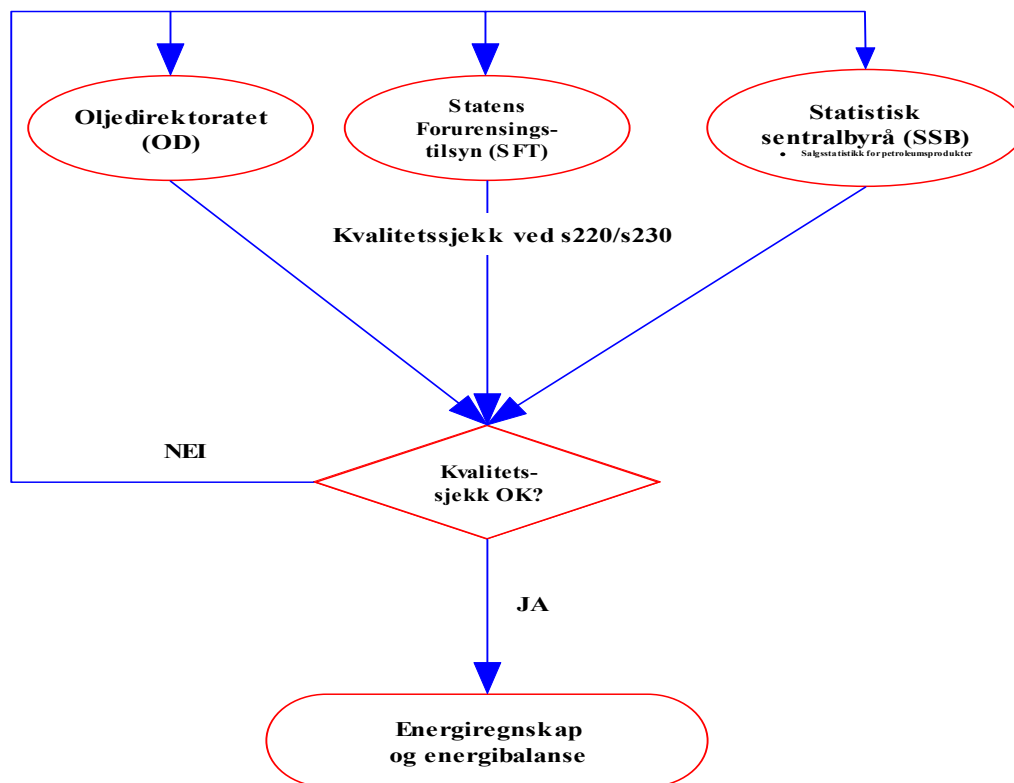 Oljedirektoratet
(OD)
Statens
Forurensings-
tilsyn (SFT)
Statistisk
sentralbyrå (SSB)
• Salgsstatistikk for petroleumsprodukter
Kvalitetssjekk ved s220/s230
NEI
Kvalitets-
sjekk OK?
JA
Energiregnskap
og energibalanse